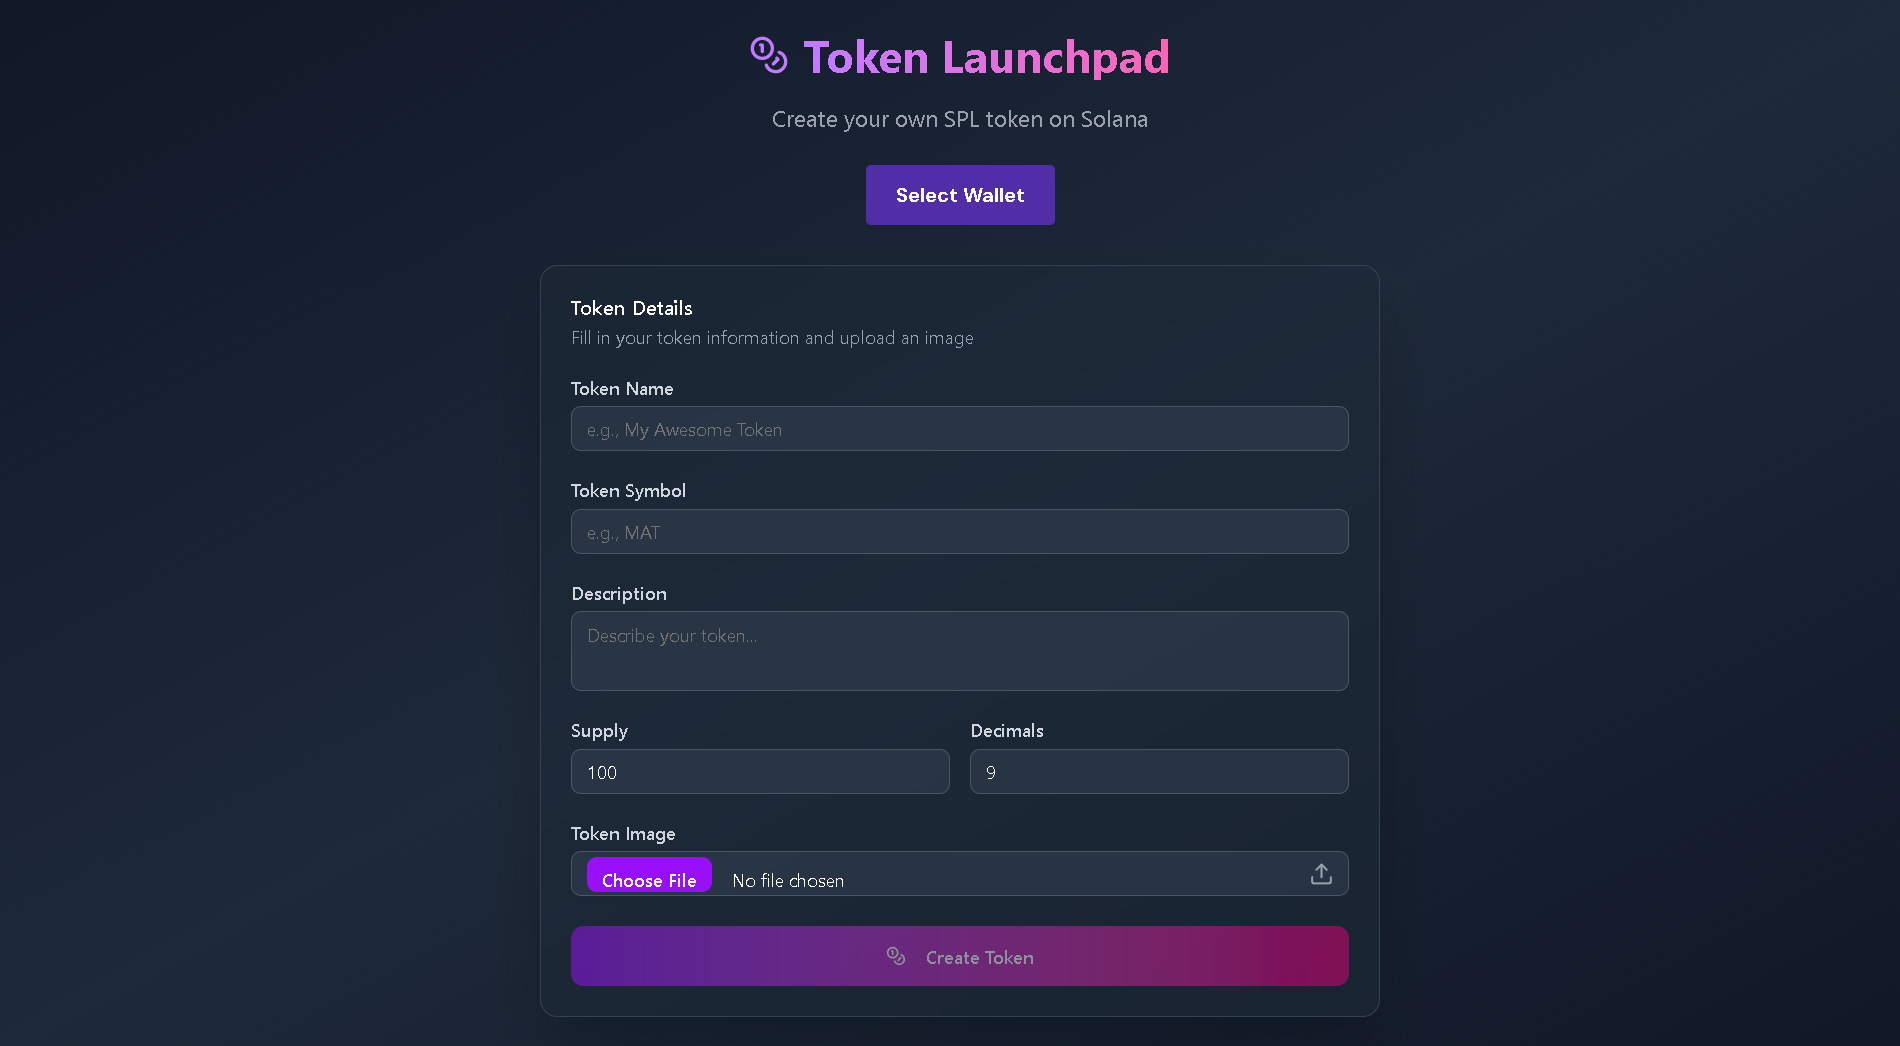 Token Launchpad
Create your own SPL token on Solana
Select Wallet
Token Details
Fill in your token information and upload an image
Token Name
e.g., My Awesome Token
Token Symbol
e.g., MAT
Description
Describe your token...
Supply
Decimals
100
9
Token Image
Choose File No file chosen
Create Token